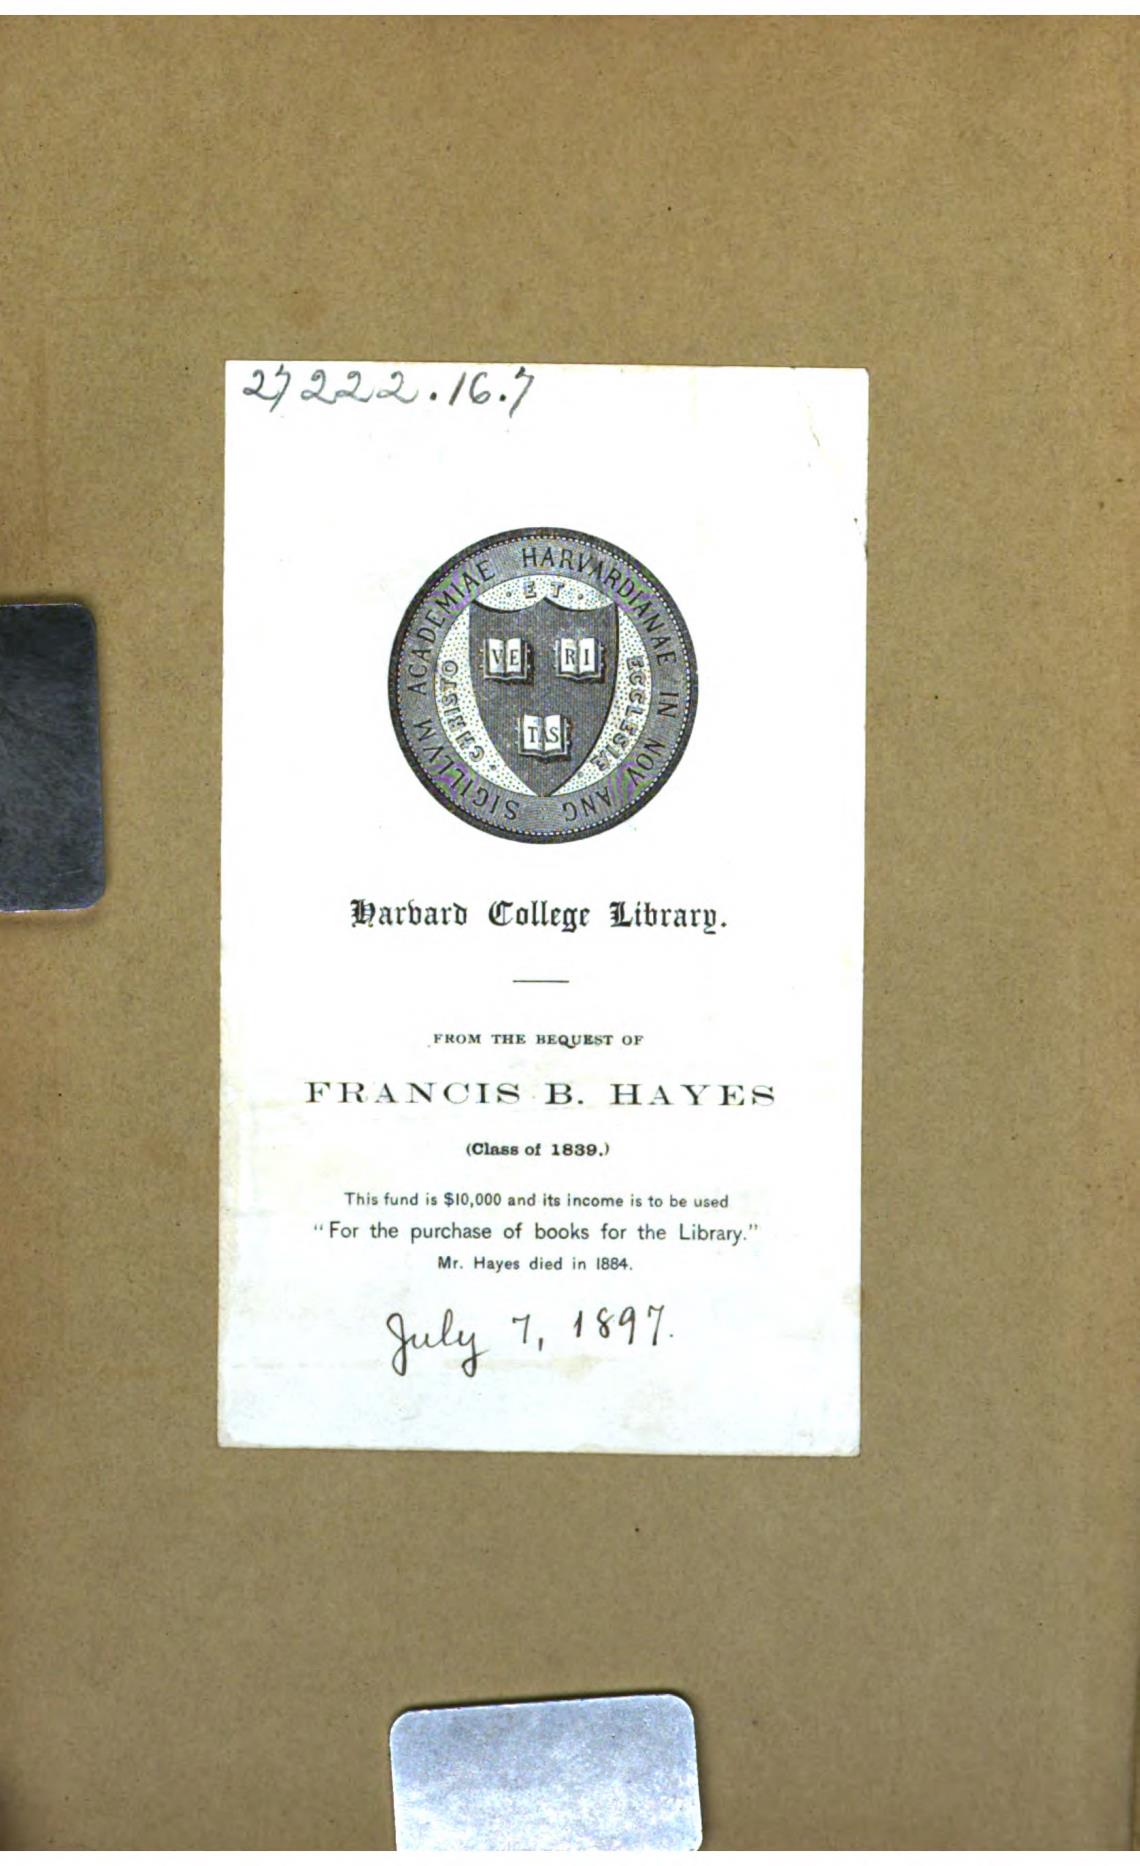 27222.16.7
SIGILLVM ACADEMIAE HARVARDIANAE IN NOV ANG
CHRISTO · ET · ECCLESIÆ
VE RI
TAS
Harvard College Library.
FROM THE BEQUEST OF
FRANCIS B. HAYES
(Class of 1839.)
This fund is $10,000 and its income is to be used
"For the purchase of books for the Library."
Mr. Hayes died in 1884.
July 7, 1897.